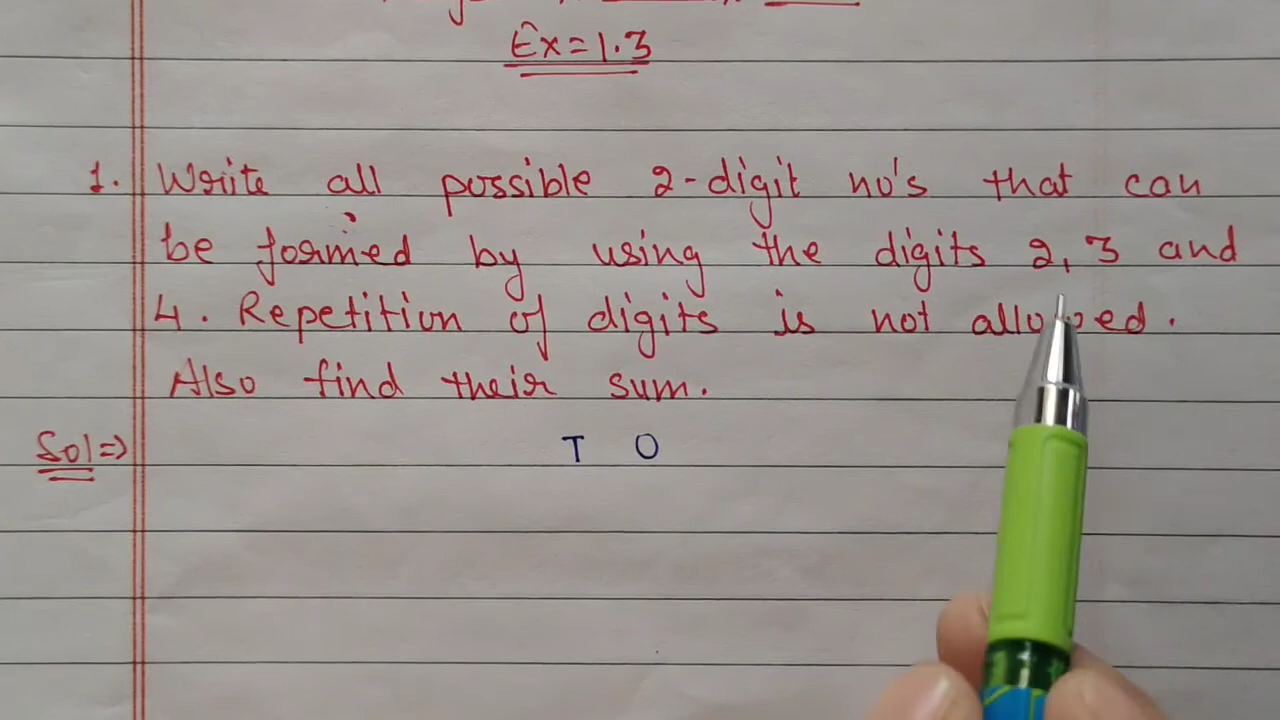 Ex=1.3
1. Write all possible 2-digit no's that can
be formed by using the digits 2, 3 and
4. Repetition of digits is not allowed.
Also find their sum.
Sol=> T O